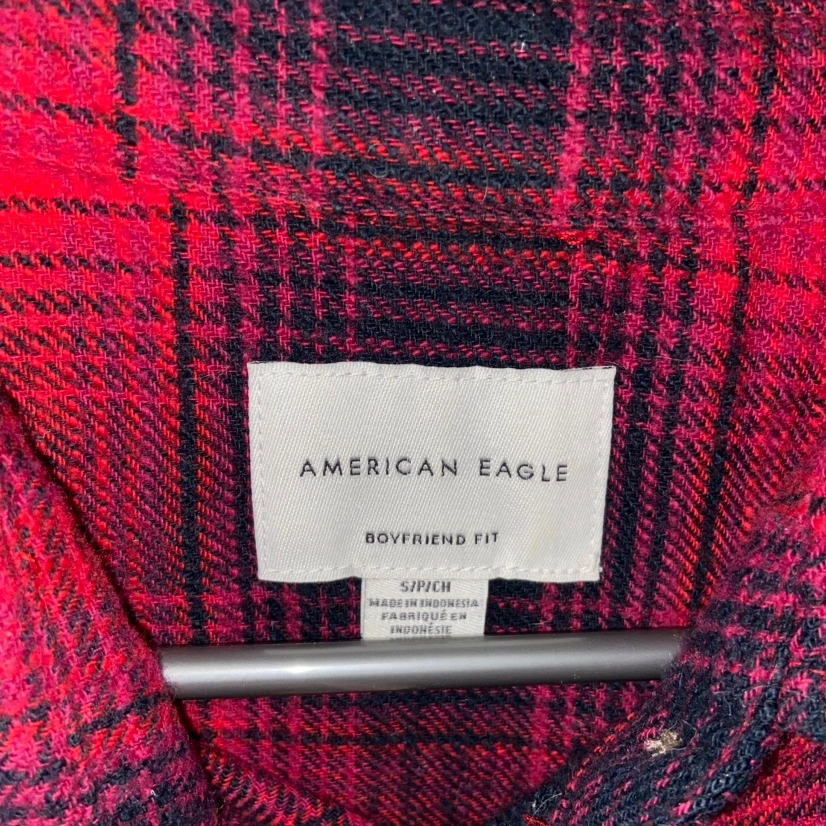 AMERICAN EAGLE
BOYFRIEND FIT
S/P/CH
MADE IN INDONESIA
FABRIQUÉ EN
INDONÉSIE